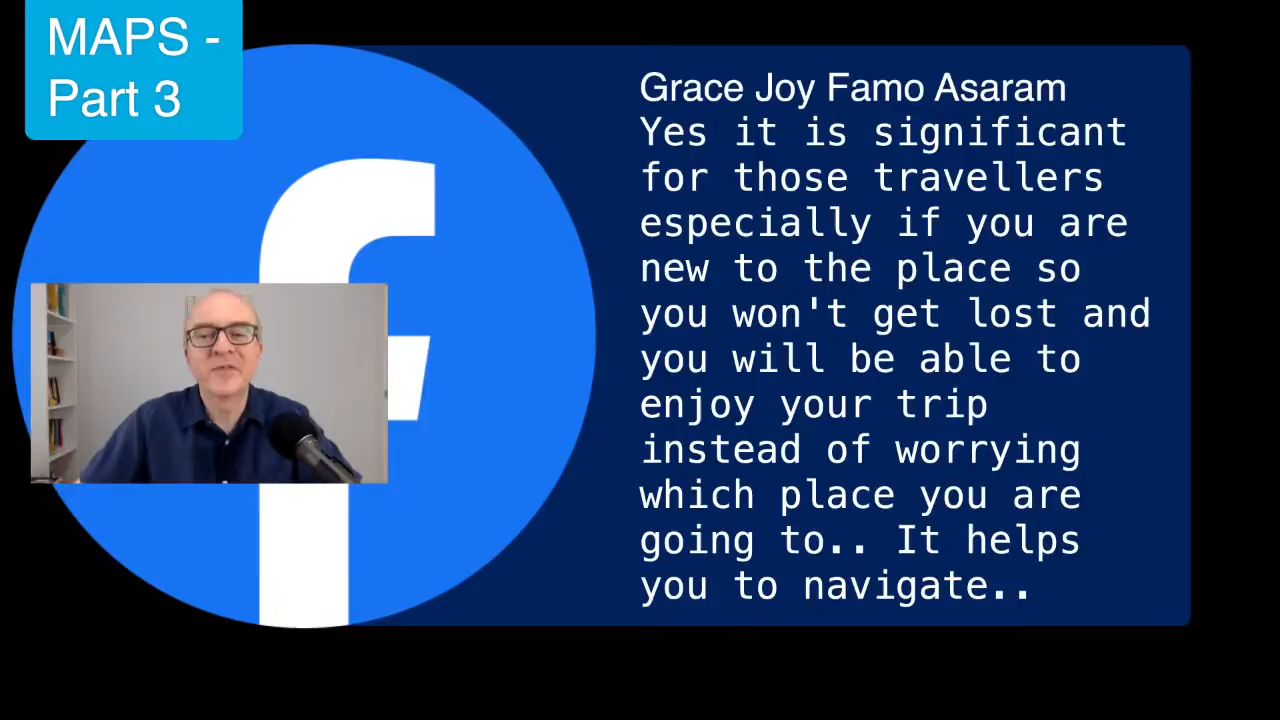 MAPS -
Part 3
Grace Joy Famo Asaram
Yes it is significant
for those travellers
especially if you are
new to the place so
you won't get lost and
you will be able to
enjoy your trip
instead of worrying
which place you are
going to.. It helps
you to navigate..